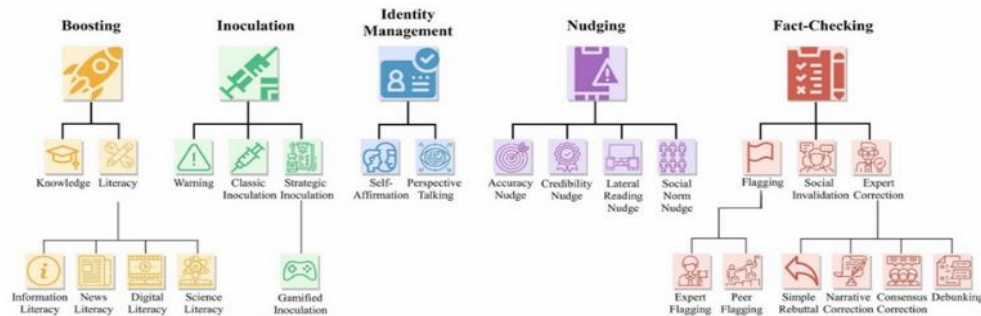 Boosting
Inoculation
Identity
Management
Nudging
Fact-Checking
Knowledge
Literacy
Warning
Classic
Inoculation
Strategic
Inoculation
Self-
Affirmation
Perspective
Talking
Accuracy
Nudge
Credibility
Nudge
Lateral
Reading
Nudge
Social
Norm
Nudge
Flagging
Social
Invalidation
Expert
Correction
Information
Literacy
News
Literacy
Digital
Literacy
Science
Literacy
Gamified
Inoculation
Expert
Flagging
Peer
Flagging
Simple
Rebuttal
Narrative
Correction
Consensus
Correction
Debunking